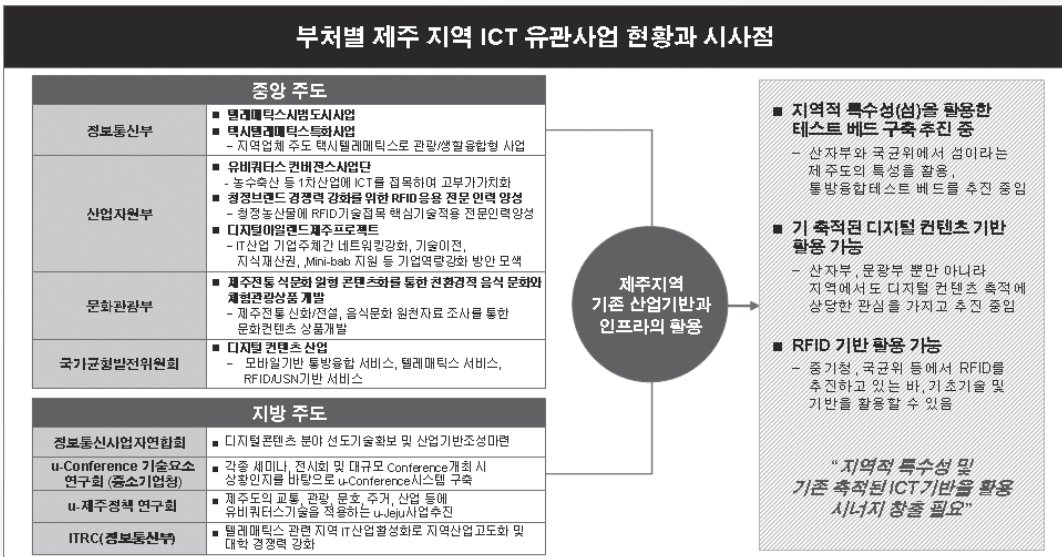 부처별 제주 지역 ICT 유관사업 현황과 시사점
중앙 주도
정보통신부
■ 텔레매틱스시범도시사업
■ 택시텔레매틱스특화사업
– 지역업체 주도 택시텔레매틱스로 관광/생활융합형 사업
산업자원부
■ 유비쿼터스 컨버전스사업단
- 농수축산 등 1차산업에 ICT를 접목하여 고부가가치화
■ 청정브랜드 경쟁력 강화를 위한 RFID응용 전문 인력 양성
– 청정농산물에 RFID기술접목 핵심기술적용 전문인력양성
■ 디지털아일랜드제주프로젝트
– IT산업 기업주체간 네트워킹강화, 기술이전,
지식재산권, ,Mini-bab 지원 등 기업역량강화 방안 모색
문화관광부
■ 제주전통 식문화 원형 콘텐츠화를 통한 친환경적 음식 문화와
체험관광상품 개발
– 제주전통 신화/전설, 음식문화 원천자료 조사를 통한
문화컨텐츠 상품개발
국가균형발전위원회
■ 디지털 컨텐츠 산업
– 모바일기반 통방융합 서비스, 텔레매틱스 서비스,
RFID/USN기반 서비스
지방 주도
정보통신사업자연합회
■ 디지털콘텐츠 분야 선도기술확보 및 산업기반조성마련
u-Conference 기술요소
연구회 (중소기업청)
■ 각종 세미나, 전시회 및 대규모 Conference개최 시
상황인지를 바탕으로 u-Conference시스템 구축
u-제주정책 연구회
■ 제주도의 교통, 관광, 문호, 주거, 산업 등에
유비쿼터스기술을 적용하는 u-Jeju사업추진
ITRC(정보통신부)
■ 텔레매틱스 관련 지역 IT산업활성화로 지역산업고도화 및
대학 경쟁력 강화
제주지역
기존 산업기반과
인프라의 활용
■ 지역적 특수성(섬)을 활용한
테스트 베드 구축 추진 중
– 산자부와 국균위에서 섬이라는
제주도의 특성을 활용,
통방융합테스트 베드를 추진 중임
■ 기 축적된 디지털 컨텐츠 기반
활용 가능
– 산자부, 문광부 뿐만 아니라
지역에서도 디지털 컨텐츠 축적에
상당한 관심을 가지고 추진 중임
■ RFID 기반 활용 가능
– 중기청, 국균위 등에서 RFID를
추진하고 있는 바, 기초기술 및
기반을 활용할 수 있음
“지역적 특수성 및
기존 축적된 ICT기반을 활용
시너지 창출 필요”